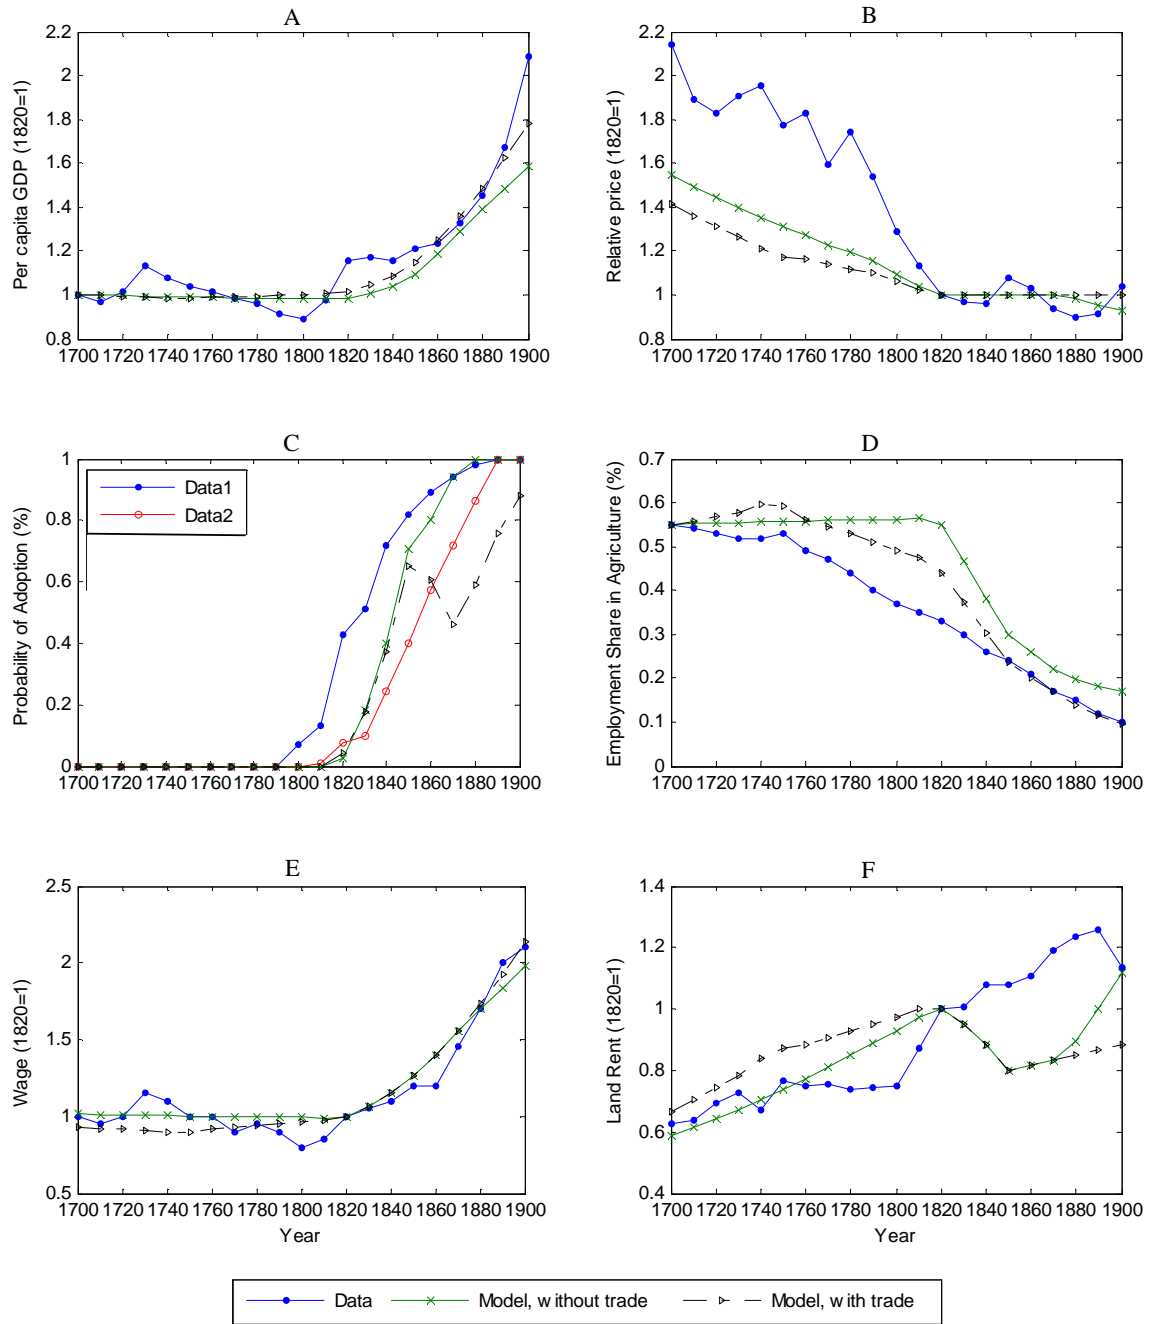 A
B
2.2
2
1.8
1.6
1.4
1.2
1
0.8
Per capita GDP (1820=1)
1700 1720 1740 1760 1780 1800 1820 1840 1860 1880 1900
2.2
2
1.8
1.6
1.4
1.2
1
0.8
Relative price (1820=1)
1700 1720 1740 1760 1780 1800 1820 1840 1860 1880 1900
C
D
1
0.8
0.6
0.4
0.2
0
Probability of Adoption (%)
Data1
Data2
1700 1720 1740 1760 1780 1800 1820 1840 1860 1880 1900
0.7
0.6
0.5
0.4
0.3
0.2
0.1
0
Employment Share in Agriculture (%)
1700 1720 1740 1760 1780 1800 1820 1840 1860 1880 1900
E
F
2.5
2
1.5
1
0.5
Wage (1820=1)
1700 1720 1740 1760 1780 1800 1820 1840 1860 1880 1900
Year
1.4
1.2
1
0.8
0.6
0.4
Land Rent (1820=1)
1700 1720 1740 1760 1780 1800 1820 1840 1860 1880 1900
Year
Data Model, without trade Model, with trade